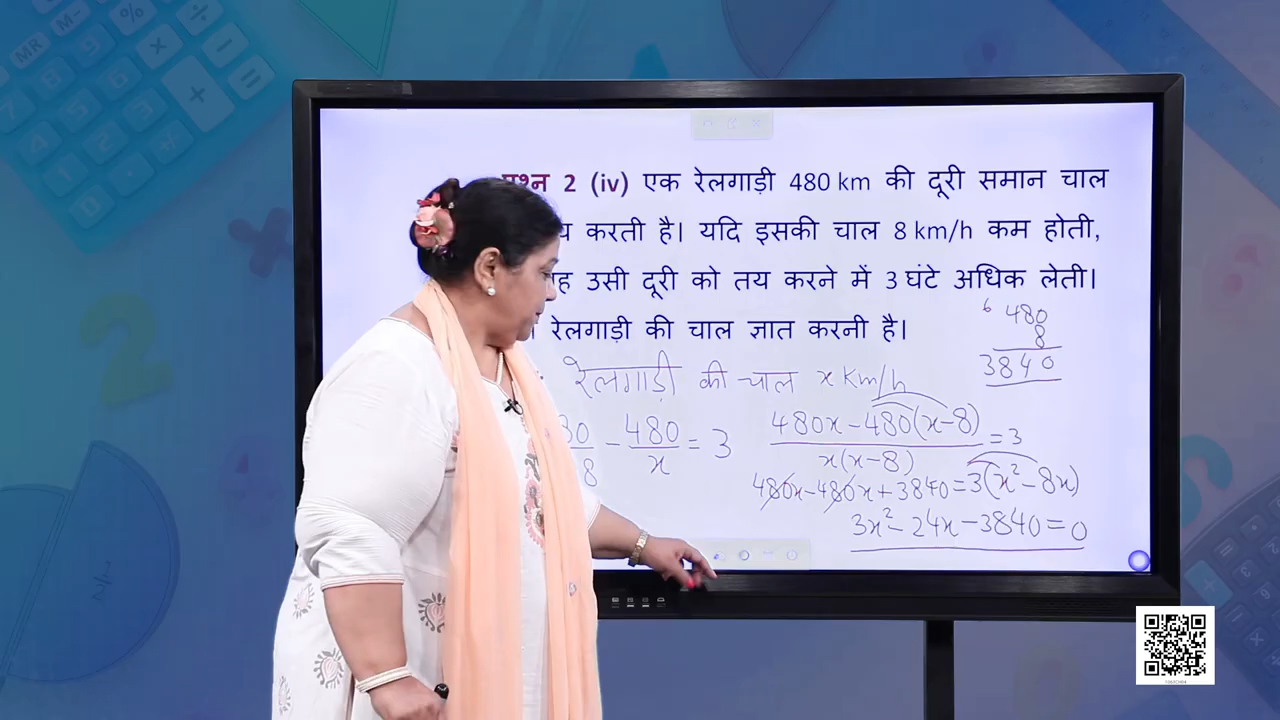 प्रश्न 2 (iv) एक रेलगाड़ी 480 km की दूरी समान चाल
करती है। यदि इसकी चाल 8 km/h कम होती,
उसी दूरी को तय करने में 3 घंटे अधिक लेती।
रेलगाड़ी की चाल ज्ञात करनी है।
6 480
8
3840
रेलगाड़ी की चाल x Km/h
480/x = 3
480x-480(x-8)/x(x-8) = 3
480x-480x+3840=3(x²-8x)
3x²-24x-3840=0